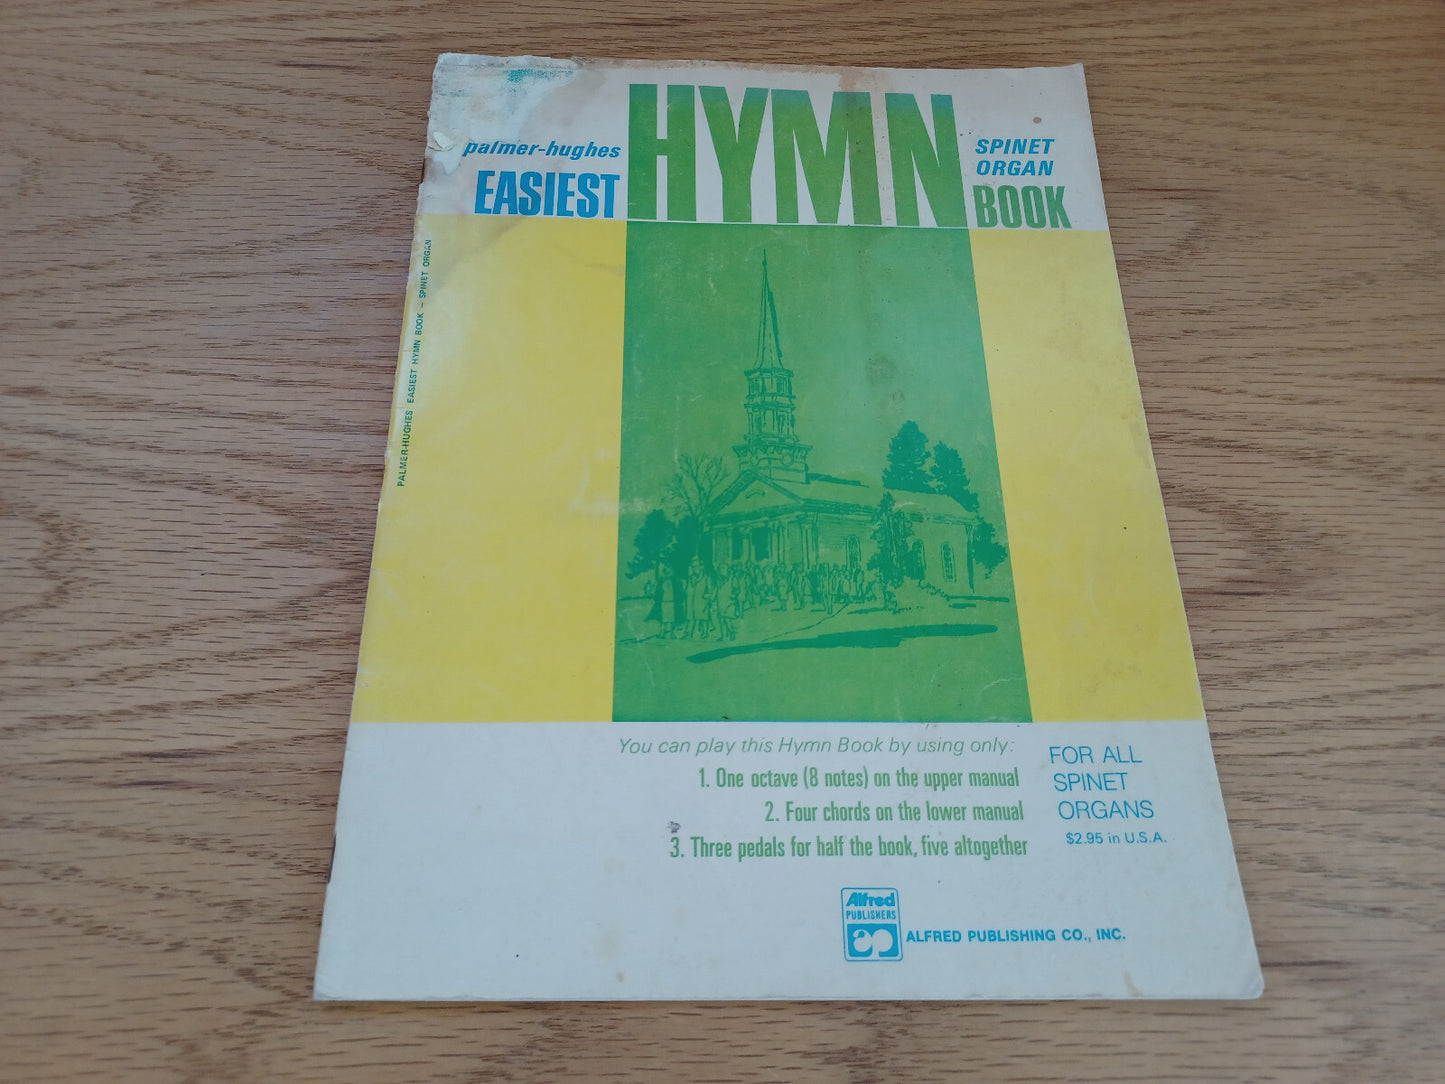 palmer-hughes
EASIEST
HYMN
SPINET
ORGAN
BOOK
PALMER-HUGHES EASIEST HYMN BOOK – SPINET ORGAN
You can play this Hymn Book by using only:
1. One octave (8 notes) on the upper manual
2. Four chords on the lower manual
3. Three pedals for half the book, five altogether
FOR ALL
SPINET
ORGANS
$2.95 in U.S.A.
Alfred
PUBLISHERS
ap
ALFRED PUBLISHING CO., INC.